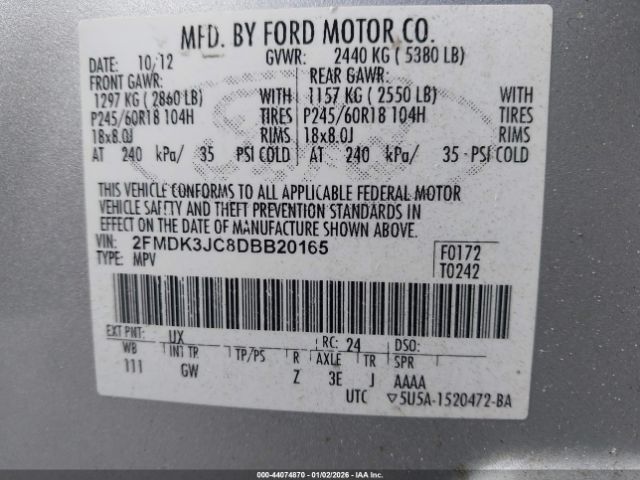 MFD. BY FORD MOTOR CO.
DATE: 10/12 GVWR: 2440 KG ( 5380 LB)
FRONT GAWR: REAR GAWR:
1297 KG ( 2860 LB) WITH 1157 KG ( 2550 LB) WITH
P245/60R18 104H TIRES P245/60R18 104H TIRES
18x8.0J RIMS 18x8.0J RIMS
AT 240 kPa/ 35 PSI COLD AT 240 kPa/ 35 PSI COLD
THIS VEHICLE CONFORMS TO ALL APPLICABLE FEDERAL MOTOR
VEHICLE SAFTY AND THEFT PREVENTION STANDARDS IN
EFFECT ON THE DATE OF MANUFACTURE SHOWN ABOVE.
VIN: 2FMDK3JC8DBB20165 F0172
TYPE: MPV T0242
EXT PNT: UX RC: 24 DSO:
WB INT TR TP/PS R AXLE TR SPR
111 GW Z 3E J AAAA
UTC ▽5U5A-1520472-BA
000-44074870 - 01/02/2026 - IAA Inc.